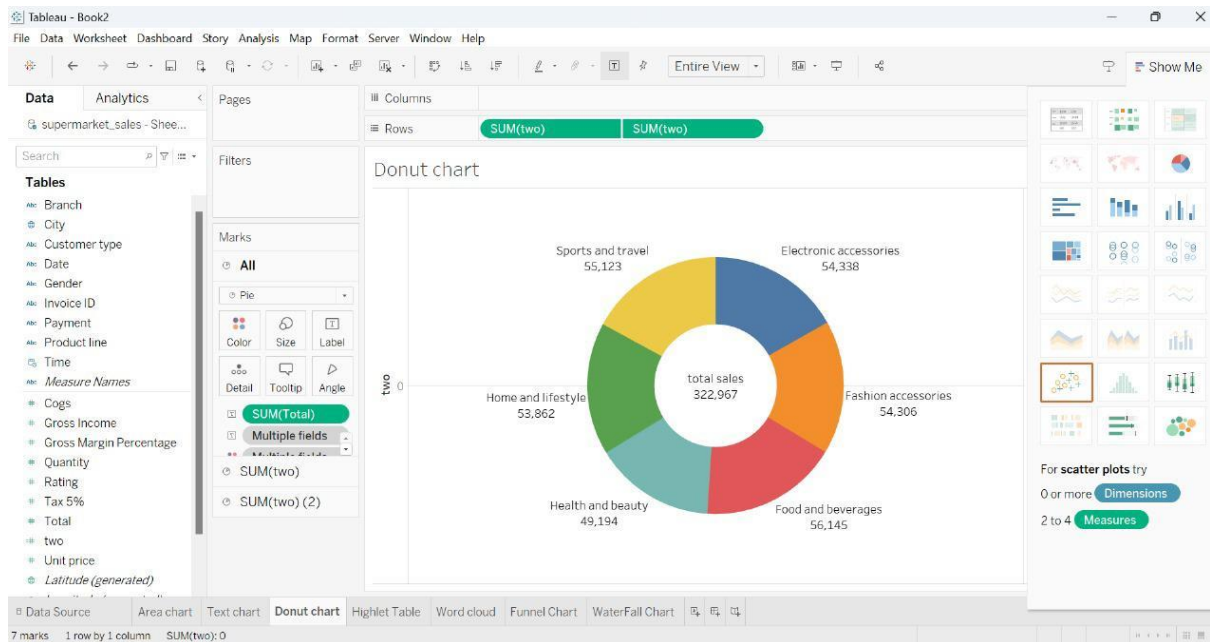 Tableau - Book2
File Data Worksheet Dashboard Story Analysis Map Format Server Window Help
Entire View
Show Me
Data Analytics
supermarket_sales - Shee...
Search
Tables
Abc Branch
City
Abc Customer type
Abc Date
Abc Gender
Abc Invoice ID
Abc Payment
Abc Product line
Time
Abc Measure Names
# Cogs
# Gross Income
# Gross Margin Percentage
# Quantity
# Rating
# Tax 5%
# Total
two
# Unit price
Latitude (generated)
Pages
Filters
Marks
All
Pie
Color Size Label
Detail Tooltip Angle
SUM(Total)
Multiple fields
SUM(two)
SUM(two) (2)
Columns
Rows SUM(two) SUM(two)
Donut chart
two
0
Sports and travel
55,123
Electronic accessories
54,338
Home and lifestyle
53,862
total sales
322,967
Fashion accessories
54,306
Health and beauty
49,194
Food and beverages
56,145
For scatter plots try
0 or more Dimensions
2 to 4 Measures
Data Source Area chart Text chart Donut chart Highlet Table Word cloud Funnel Chart WaterFall Chart
7 marks 1 row by 1 column SUM(two): 0